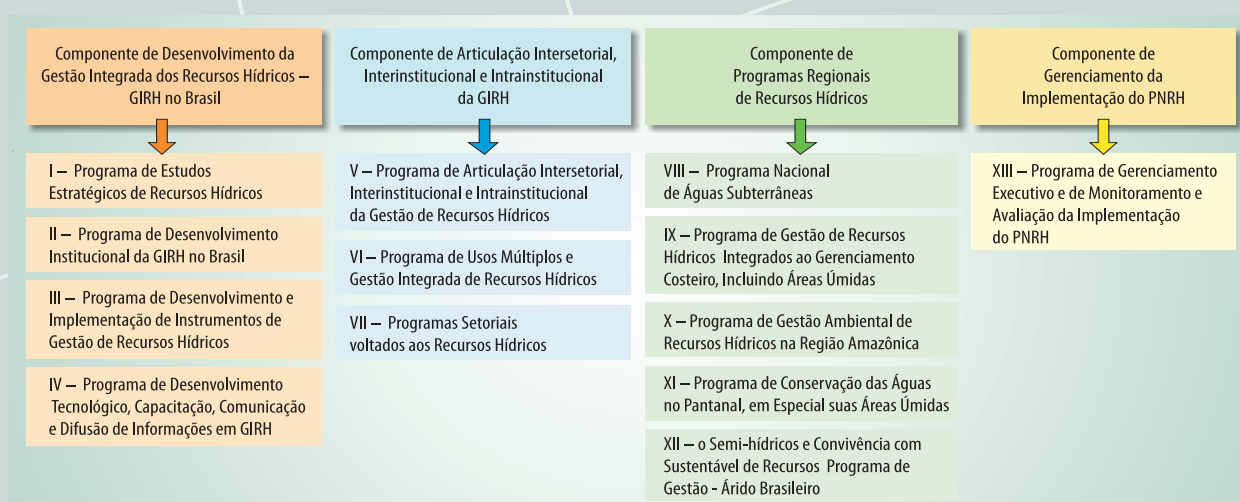 Componente de Desenvolvimento da
Gestão Integrada dos Recursos Hídricos –
GIRH no Brasil
I – Programa de Estudos
Estratégicos de Recursos Hídricos
II – Programa de Desenvolvimento
Institucional da GIRH no Brasil
III – Programa de Desenvolvimento e
Implementação de Instrumentos de
Gestão de Recursos Hídricos
IV – Programa de Desenvolvimento
Tecnológico, Capacitação, Comunicação
e Difusão de Informações em GIRH
Componente de Articulação Intersetorial,
Interinstitucional e Intrainstitucional
da GIRH
V – Programa de Articulação Intersetorial,
Interinstitucional e Intrainstitucional
da Gestão de Recursos Hídricos
VI – Programa de Usos Múltiplos e
Gestão Integrada de Recursos Hídricos
VII – Programas Setoriais
voltados aos Recursos Hídricos
Componente de
Programas Regionais
de Recursos Hídricos
VIII – Programa Nacional
de Águas Subterrâneas
IX – Programa de Gestão de Recursos
Hídricos Integrados ao Gerenciamento
Costeiro, Incluindo Áreas Úmidas
X – Programa de Gestão Ambiental de
Recursos Hídricos na Região Amazônica
XI – Programa de Conservação das Águas
no Pantanal, em Especial suas Áreas Úmidas
XII – o Semi-hídricos e Convivência com
Sustentável de Recursos Programa de
Gestão - Árido Brasileiro
Componente de
Gerenciamento da
Implementação do PNRH
XIII – Programa de Gerenciamento
Executivo e de Monitoramento e
Avaliação da Implementação
do PNRH